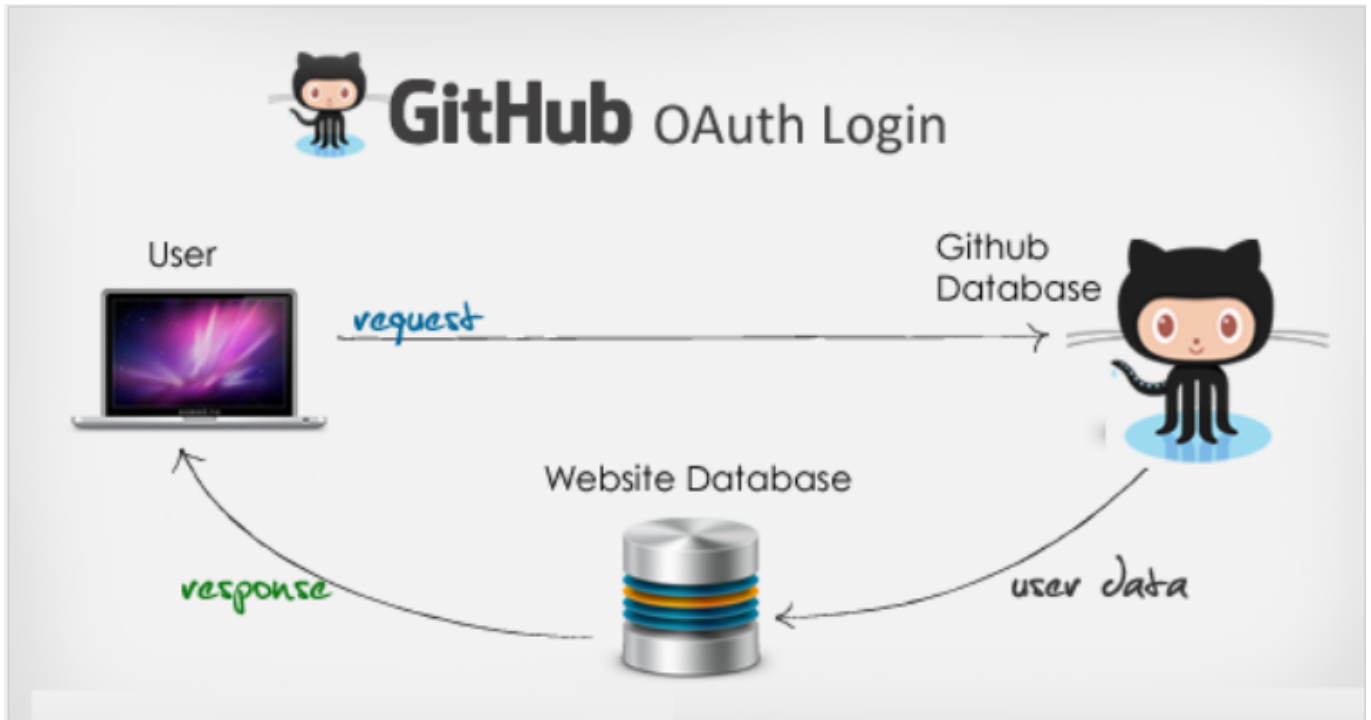 GitHub OAuth Login
User
Github
Database
request
Website Database
response
user data